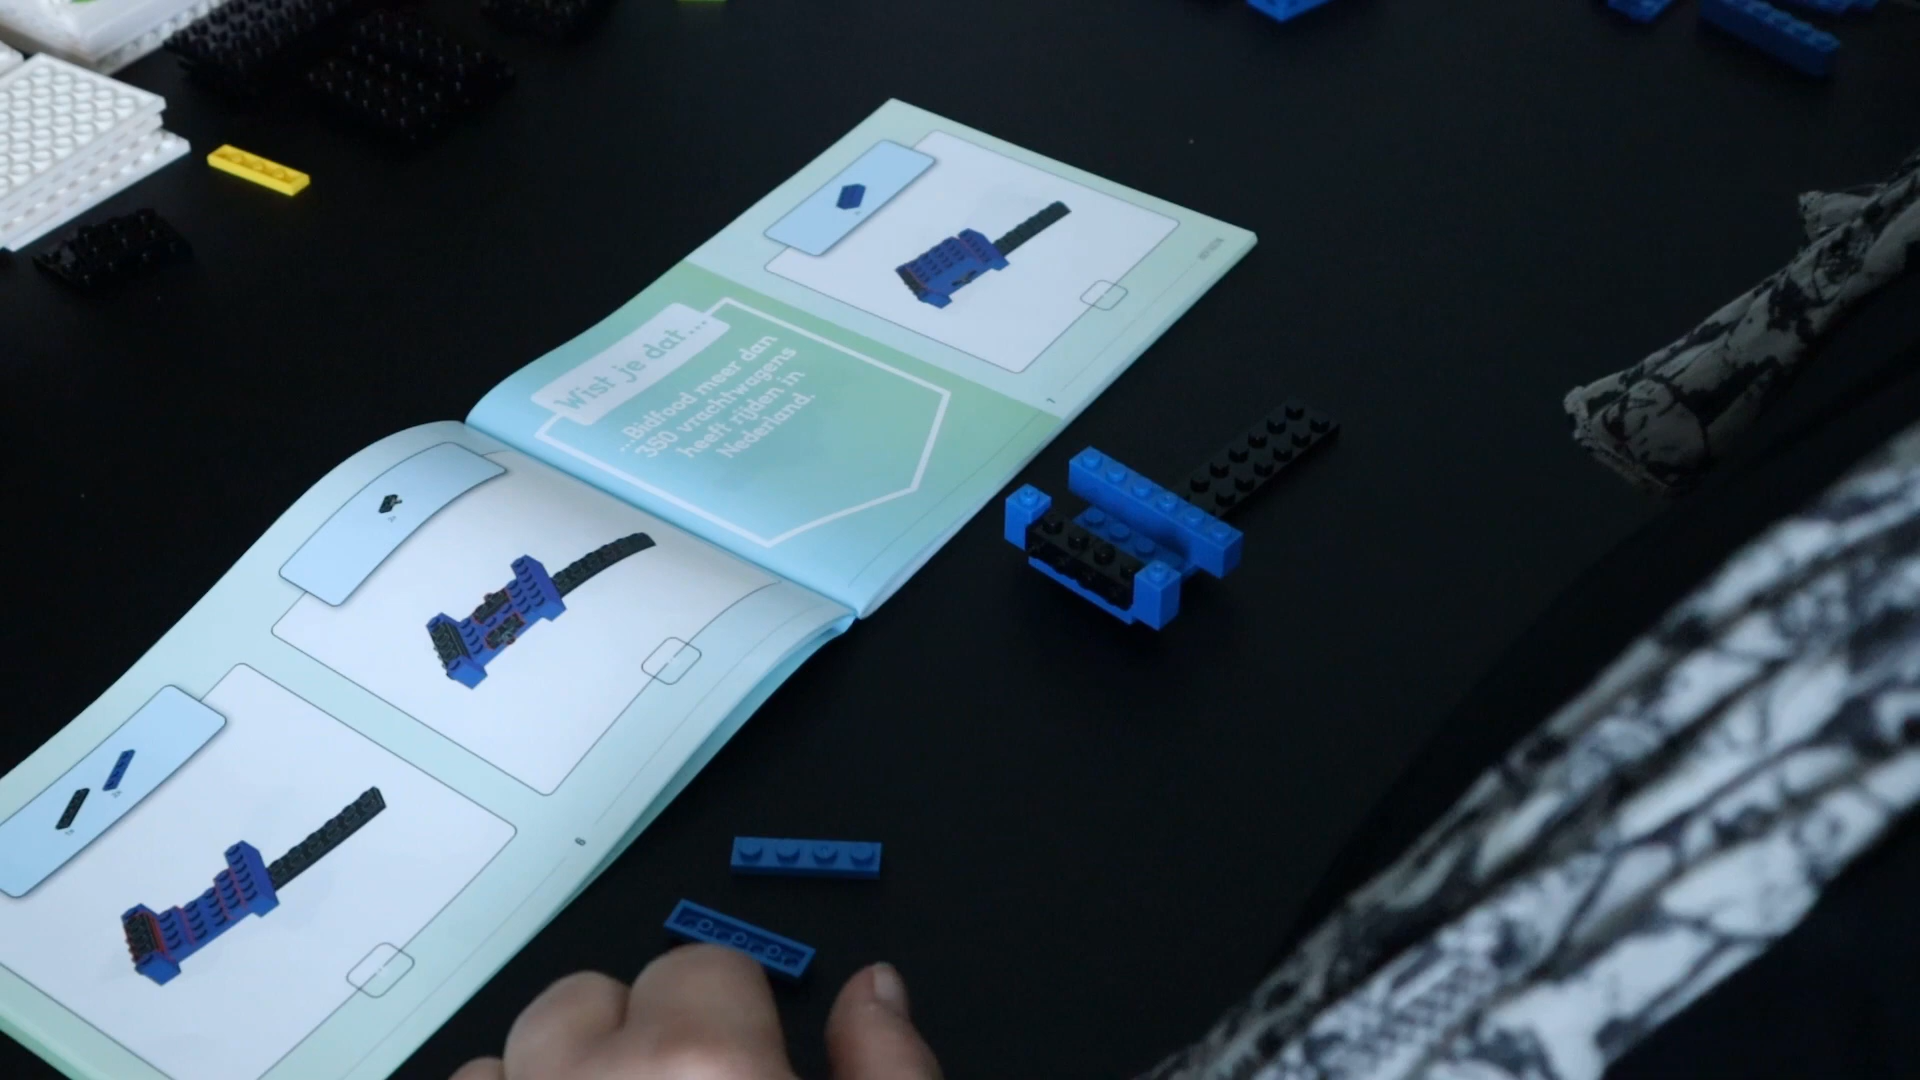 Wist je dat...
...Bidfood meer dan
350 vrachtwagens
heeft rijden in
Nederland.